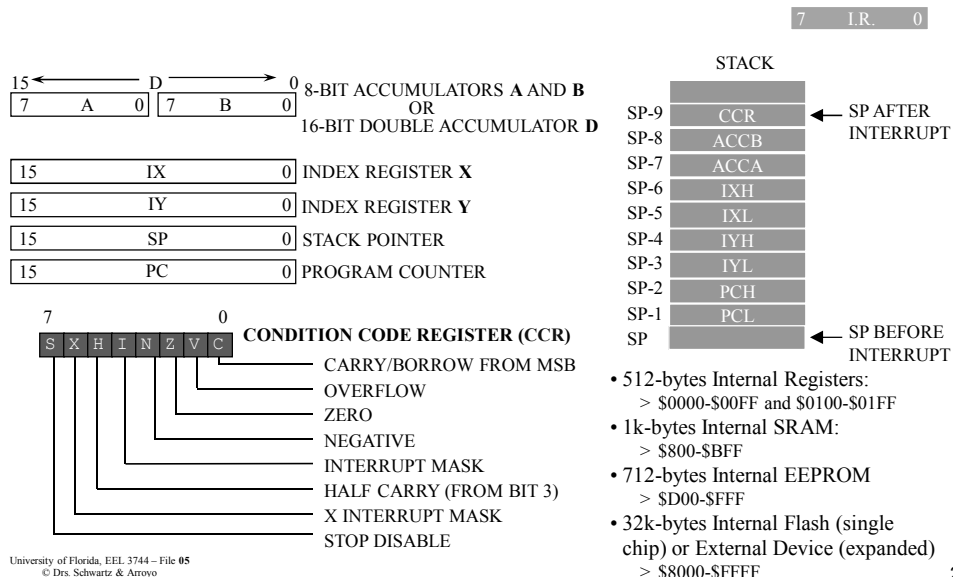 7 I.R. 0
15 D 0
7 A 0 7 B 0
8-BIT ACCUMULATORS A AND B
OR
16-BIT DOUBLE ACCUMULATOR D
15 IX 0 INDEX REGISTER X
15 IY 0 INDEX REGISTER Y
15 SP 0 STACK POINTER
15 PC 0 PROGRAM COUNTER
7 0
S X H I N Z V C
CONDITION CODE REGISTER (CCR)
CARRY/BORROW FROM MSB
OVERFLOW
ZERO
NEGATIVE
INTERRUPT MASK
HALF CARRY (FROM BIT 3)
X INTERRUPT MASK
STOP DISABLE
University of Florida, EEL 3744 – File 05
© Drs. Schwartz & Arroyo
STACK
SP-9 CCR SP AFTER
INTERRUPT
SP-8 ACCB
SP-7 ACCA
SP-6 IXH
SP-5 IXL
SP-4 IYH
SP-3 IYL
SP-2 PCH
SP-1 PCL
SP SP BEFORE
INTERRUPT
• 512-bytes Internal Registers:
> $0000-$00FF and $0100-$01FF
• 1k-bytes Internal SRAM:
> $800-$BFF
• 712-bytes Internal EEPROM
> $D00-$FFF
• 32k-bytes Internal Flash (single
chip) or External Device (expanded)
> $8000-$FFFF